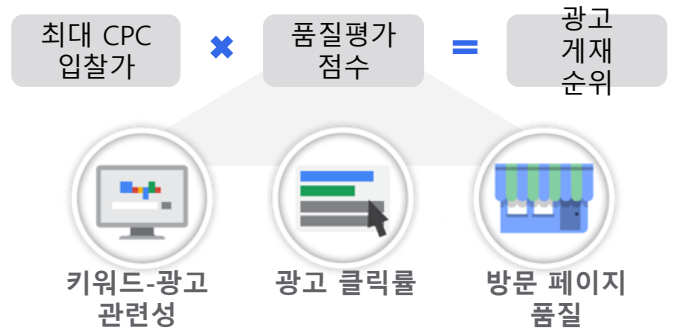 최대 CPC
입찰가
×
품질평가
점수
=
광고
게재
순위
키워드-광고
관련성
광고 클릭률
방문 페이지
품질